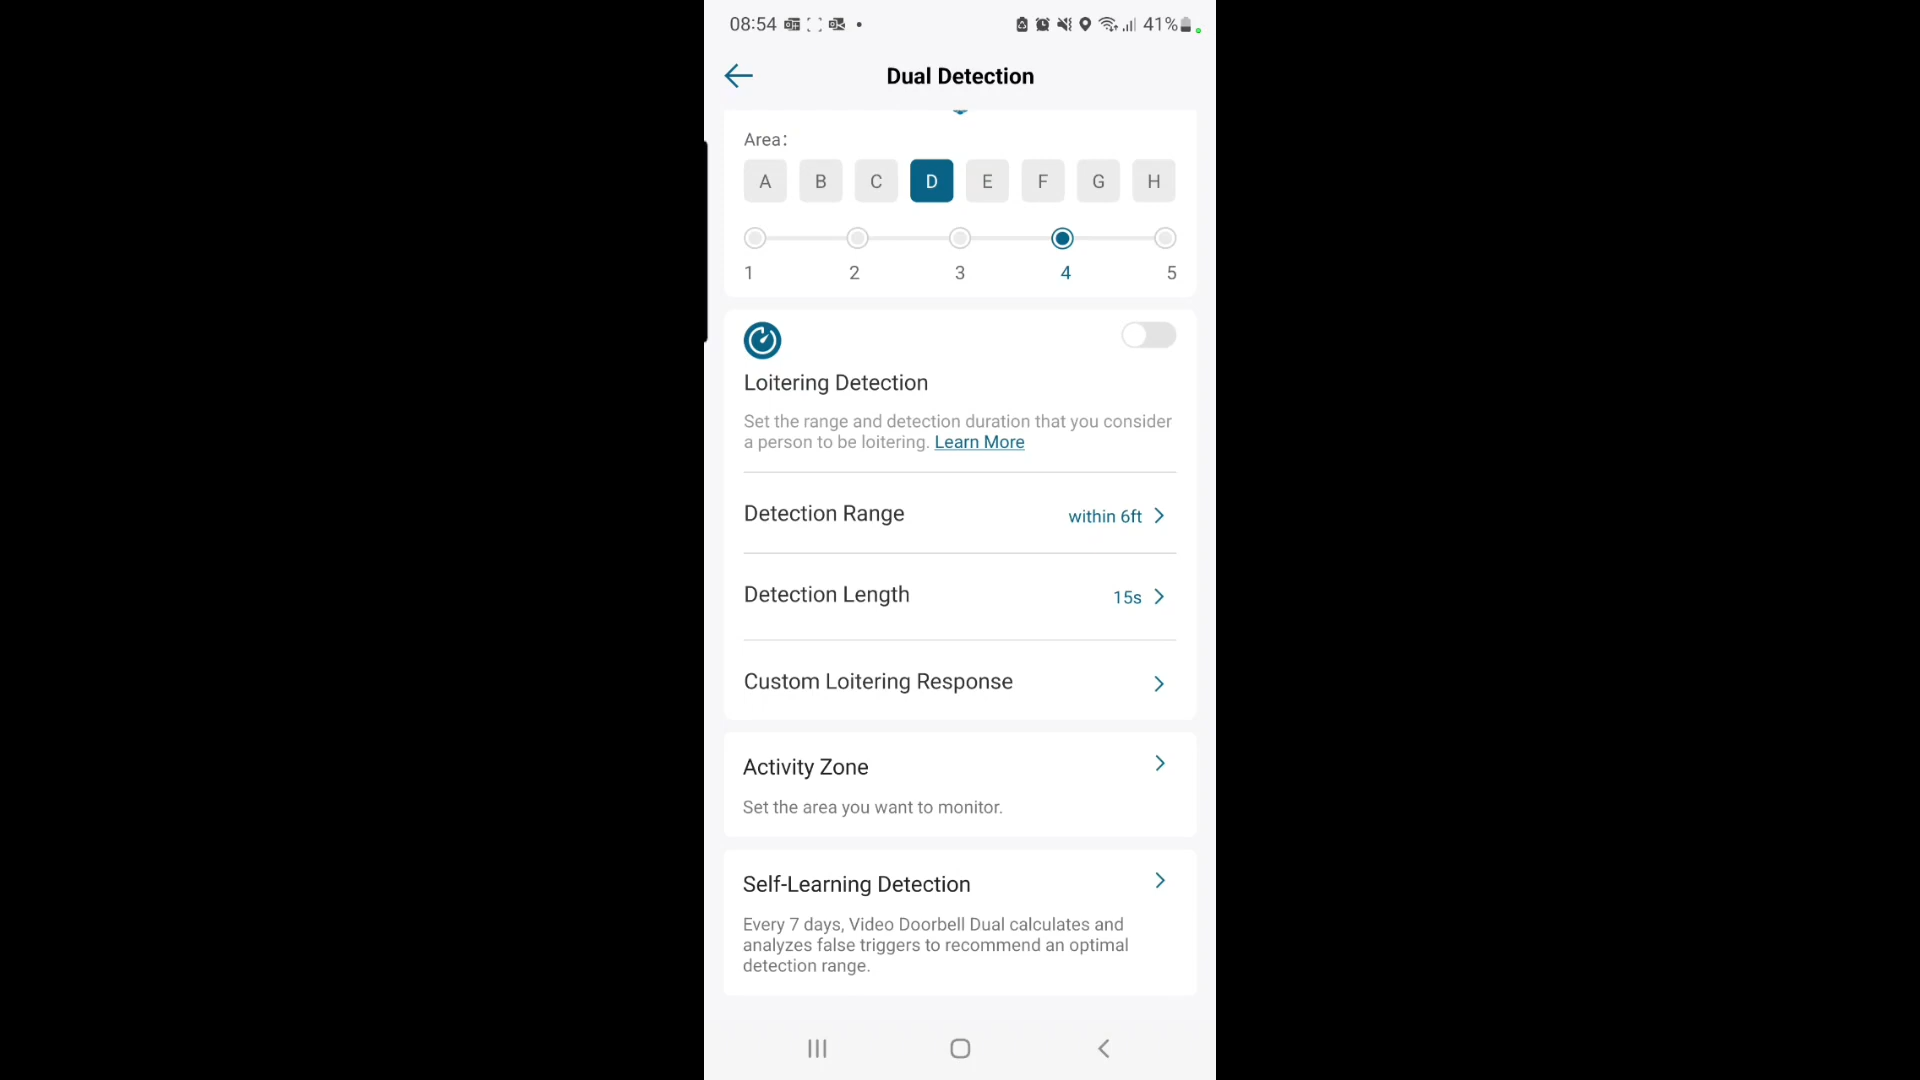 08:54 41%
Dual Detection
Area:
A B C D E F G H
1 2 3 4 5
Loitering Detection
Set the range and detection duration that you consider
a person to be loitering. Learn More
Detection Range within 6ft
Detection Length 15s
Custom Loitering Response
Activity Zone
Set the area you want to monitor.
Self-Learning Detection
Every 7 days, Video Doorbell Dual calculates and
analyzes false triggers to recommend an optimal
detection range.